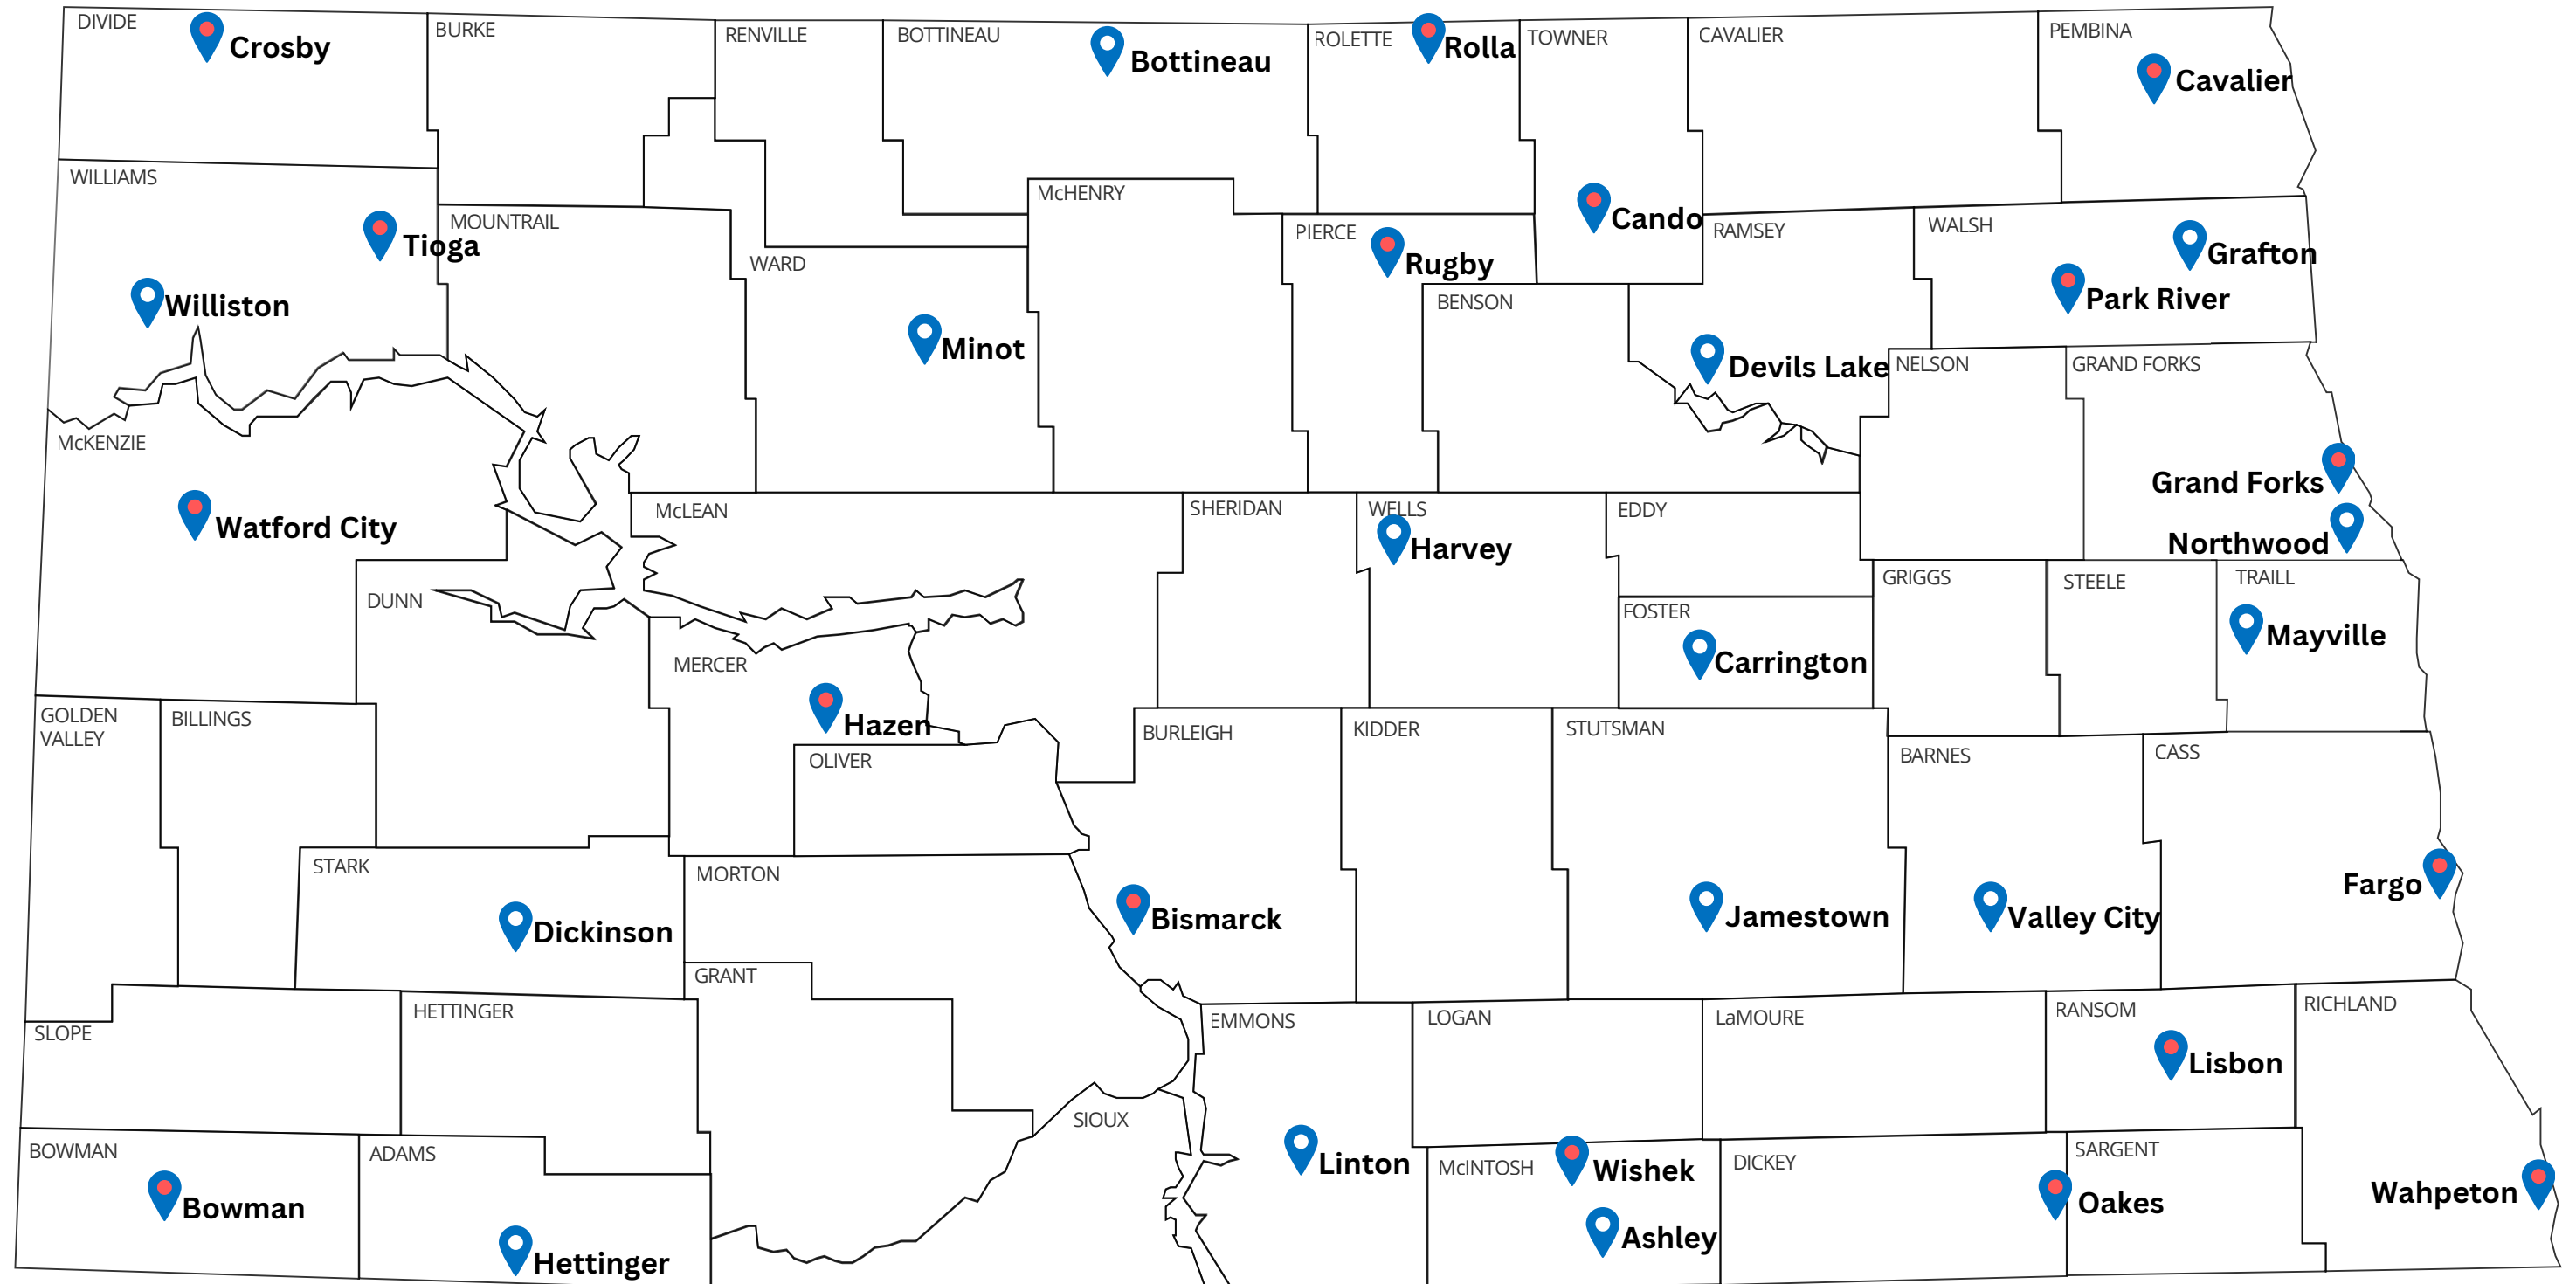 DIVIDE
Crosby
BURKE
RENVILLE
BOTTINEAU
Bottineau
ROLETTE
Rolla
TOWNER
CAVALIER
PEMBINA
Cavalier
WILLIAMS
Tioga
Williston
MOUNTRAIL
WARD
Minot
McHENRY
PIERCE
Rugby
Cando
BENSON
RAMSEY
Devils Lake
WALSH
Grafton
Park River
NELSON
GRAND FORKS
Grand Forks
Northwood
McKENZIE
Watford City
DUNN
McLEAN
MERCER
Hazen
OLIVER
SHERIDAN
WELLS
Harvey
EDDY
FOSTER
Carrington
GRIGGS
STEELE
TRAILL
Mayville
GOLDEN
VALLEY
BILLINGS
STARK
Dickinson
MORTON
BURLEIGH
Bismarck
KIDDER
STUTSMAN
Jamestown
BARNES
Valley City
CASS
Fargo
SLOPE
HETTINGER
GRANT
SIOUX
EMMONS
Linton
LOGAN
LaMOURE
RANSOM
Lisbon
RICHLAND
Wahpeton
BOWMAN
Bowman
ADAMS
Hettinger
McINTOSH
Wishek
Ashley
DICKEY
Oakes
SARGENT